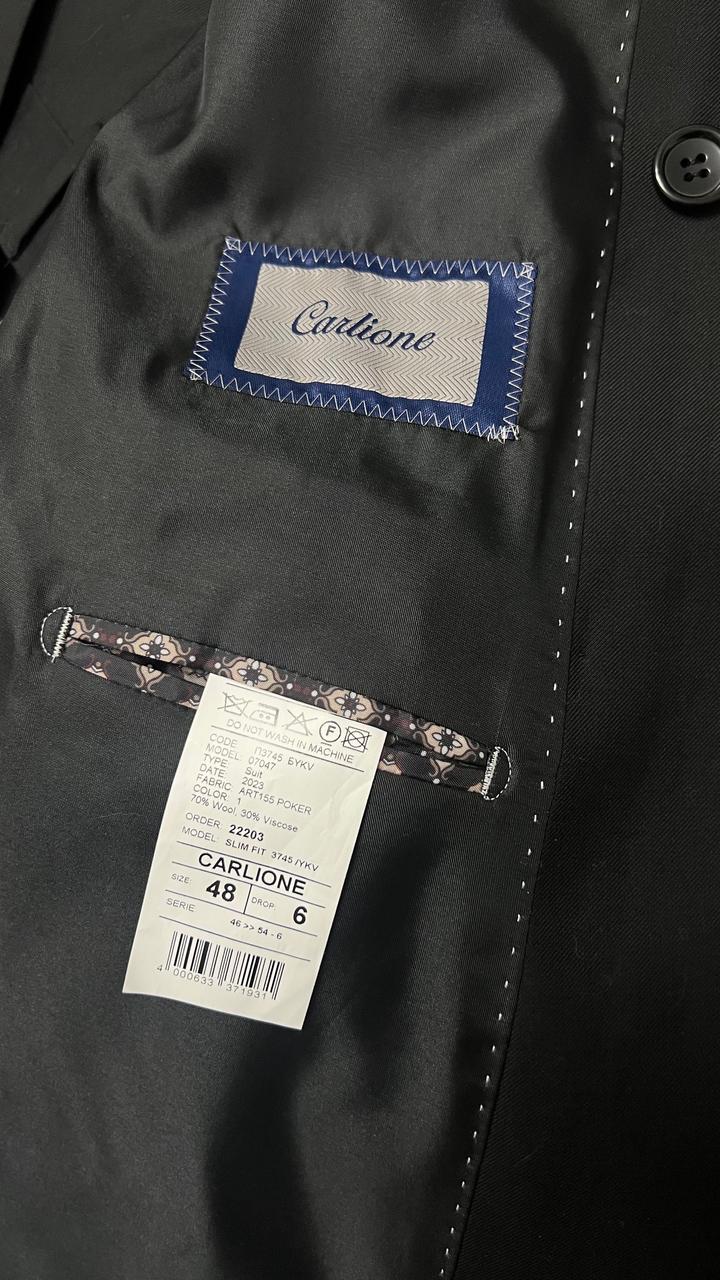 Carlione
F
DO NOT WASH IN MACHINE
CODE: П3745 БYKV
MODEL: 07047
TYPE: Suit
DATE: 2023
FABRIC: ART155 POKER
COLOR: 1
70% Wool, 30% Viscose
ORDER: 22203
MODEL: SLIM FIT 3745 /YKV
CARLIONE
SIZE: 48 DROP: 6
SERIE 46 >> 54 - 6
4 000633 371931